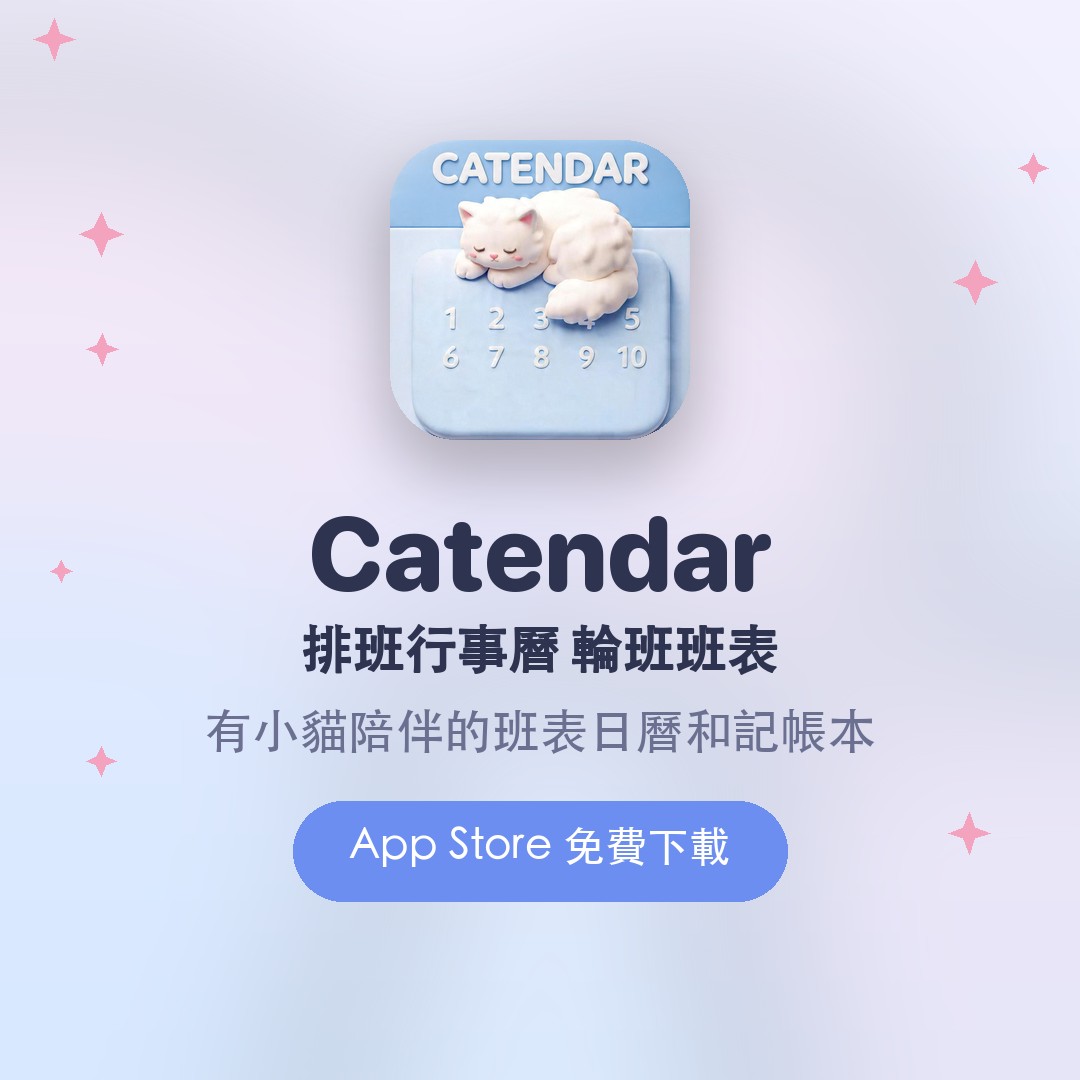 CATENDAR
1 2 3 4 5
6 7 8 9 10
Catendar
排班行事曆 輪班班表
有小貓陪伴的班表日曆和記帳本
App Store 免費下載